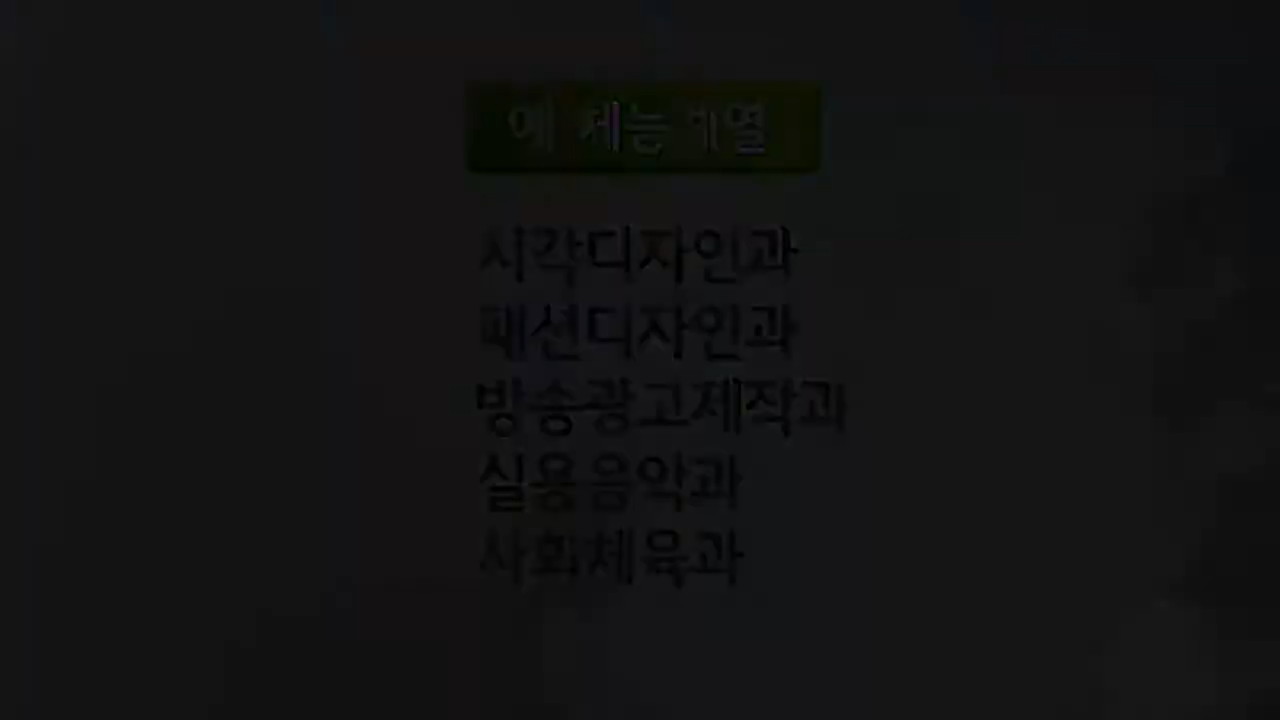 예체능계열
시각디자인과
패션디자인과
방송광고제작과
실용음악과
사회체육과